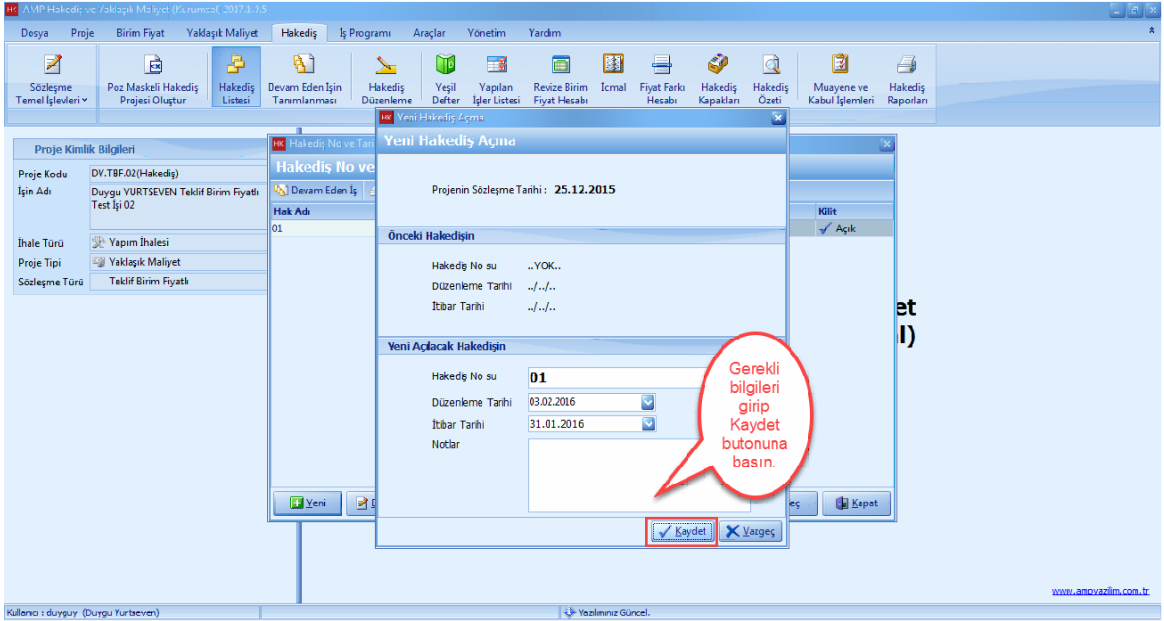 AMP Hakediş ve Yaklaşık Maliyet (Kurumsal) 2017.1.0.5
Dosya Proje Birim Fiyat Yaklaşık Maliyet Hakediş İş Programı Araçlar Yönetim Yardım
Sözleşme Temel İşlevleri
Poz Maskeli Hakediş Projesi Oluştur
Hakediş Listesi
Devam Eden İşin Tanımlanması
Hakediş Düzenleme
Yeşil Defter
Yapılan İşler Listesi
Revize Birim Fiyat Hesabı
İcmal
Fiyat Farkı Hesabı
Hakediş Kapakları
Hakediş Özeti
Muayene ve Kabul İşlemleri
Hakediş Raporları
Proje Kimlik Bilgileri
Proje Kodu DV.TBF.02(Hakediş)
İşin Adı Duygu YURTSEVEN Teklif Birim Fiyatlı
Test İşi 02
İhale Türü Yapım İhalesi
Proje Tipi Yaklaşık Maliyet
Sözleşme Türü Teklif Birim Fiyatlı
Hakediş No ve Tari
Hakediş No ve
Devam Eden İş
Hak Adı Kilit
01 Açık
Yeni Hakediş Açma
Yeni Hakediş Açma
Projenin Sözleşme Tarihi : 25.12.2015
Önceki Hakedişin
Hakediş No su ..YOK..
Düzenleme Tarihi ../../..
İtibar Tarihi ../../..
Yeni Açılacak Hakedişin
Hakediş No su 01
Düzenleme Tarihi 03.02.2016
İtibar Tarihi 31.01.2016
Notlar
Gerekli
bilgileri
girip
Kaydet
butonuna
basın.
et
l)
Yeni D eç Kapat
Kaydet Vazgeç
www.ampyazilim.com.tr
Kullanıcı : duyguy (Duygu Yurtseven) Yazılımınız Güncel.